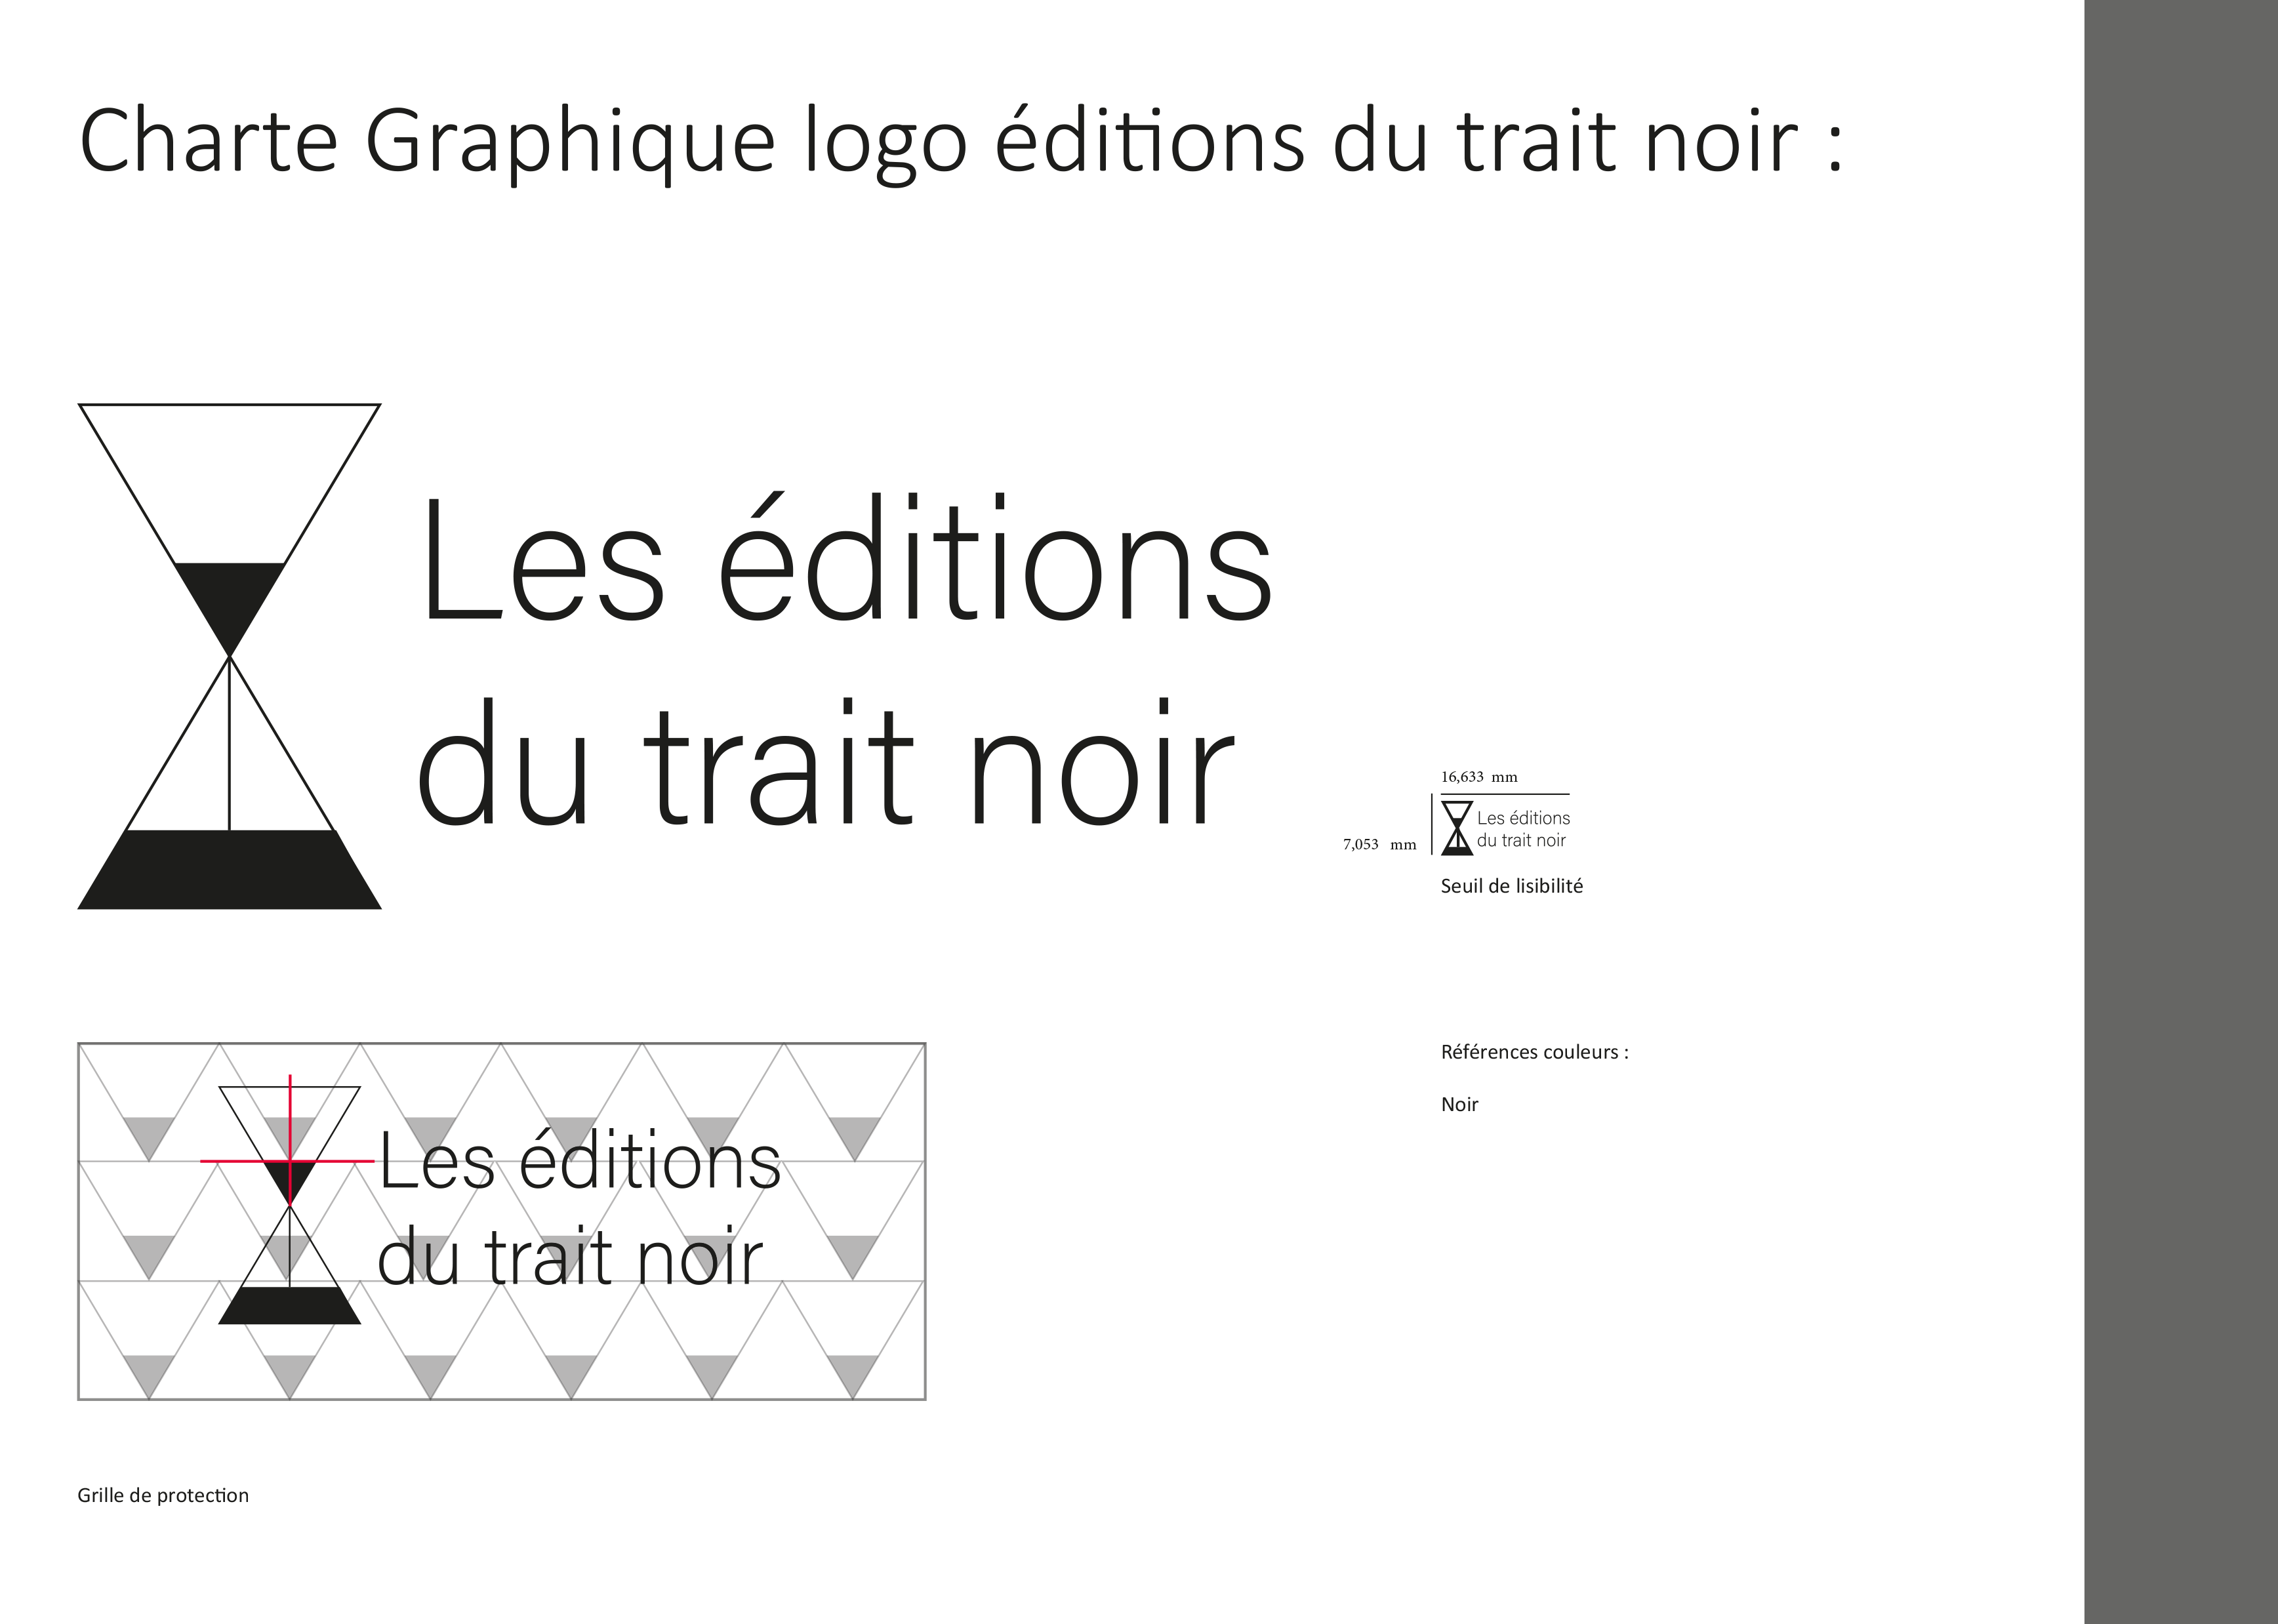 Charte Graphique logo éditions du trait noir :
Les éditions
du trait noir
16,633 mm
7,053 mm
Les éditions
du trait noir
Seuil de lisibilité
Références couleurs :
Noir
Les éditions
du trait noir
Grille de protection